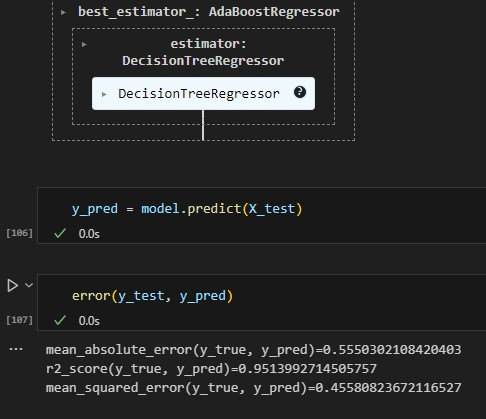 ▸ best_estimator_: AdaBoostRegressor
▸ estimator:
DecisionTreeRegressor
▸ DecisionTreeRegressor ?
y_pred = model.predict(X_test)
[106] ✓ 0.0s
error(y_test, y_pred)
[107] ✓ 0.0s
... mean_absolute_error(y_true, y_pred)=0.5550302108420403
r2_score(y_true, y_pred)=0.9513992714505757
mean_squared_error(y_true, y_pred)=0.45580823672116527